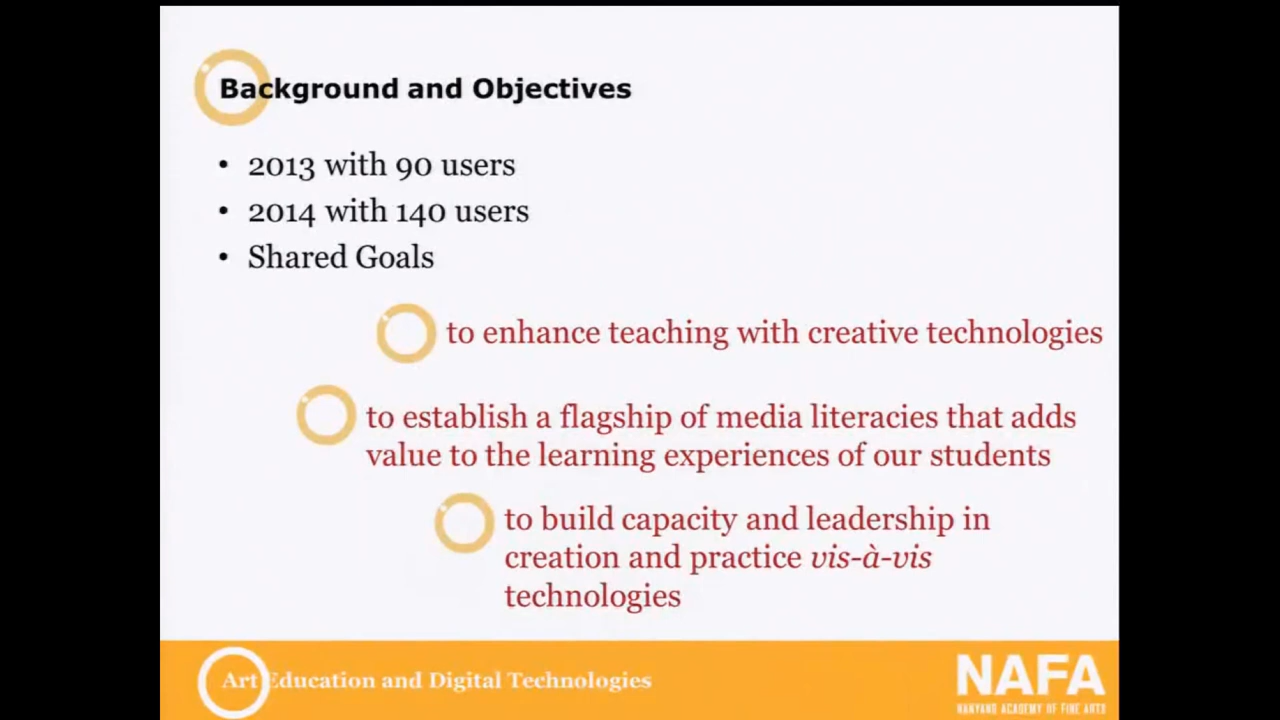 Background and Objectives
• 2013 with 90 users
• 2014 with 140 users
• Shared Goals
to enhance teaching with creative technologies
to establish a flagship of media literacies that adds
value to the learning experiences of our students
to build capacity and leadership in
creation and practice vis-à-vis
technologies
Art Education and Digital Technologies
NAFA
NANYANG ACADEMY OF FINE ARTS